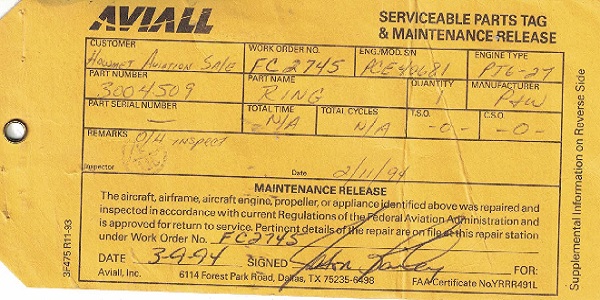 AVIALL
SERVICEABLE PARTS TAG
& MAINTENANCE RELEASE
CUSTOMER WORK ORDER NO. ENG./MOD. S/N ENGINE TYPE
Howmet Aviation Sale FC2745 PCE40681 PT6-27
PART NUMBER PART NAME QUANTITY MANUFACTURER
3004509 RING 1 P+W
PART SERIAL NUMBER TOTAL TIME TOTAL CYCLES T.S.O. C.S.O.
— N/A N/A -0- -0-
REMARKS O/H inspect
Inspector Date 2/11/94
MAINTENANCE RELEASE
The aircraft, airframe, aircraft engine, propeller, or appliance identified above was repaired and
inspected in accordance with current Regulations of the Federal Aviation Administration and
is approved for return to service. Pertinent details of the repair are on file at this repair station
under Work Order No. FC2745
DATE 3-9-94 SIGNED FOR:
Aviall, Inc. 6114 Forest Park Road, Dallas, TX 75235-6498 FAA Certificate No YRRR491L
3F475 R11-93
Supplemental Information on Reverse Side